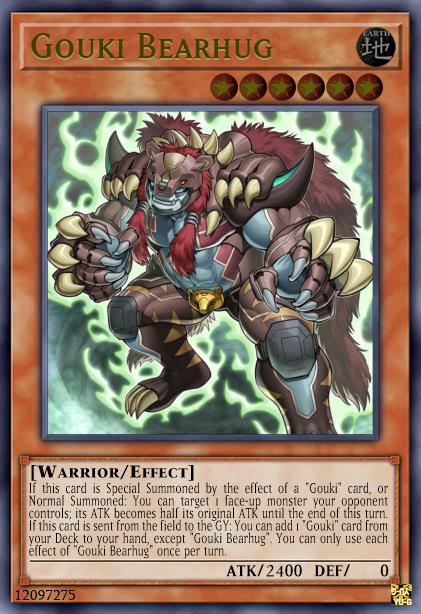 GOUKI BEARHUG
EARTH
地
[WARRIOR/EFFECT]
If this card is Special Summoned by the effect of a "Gouki" card, or
Normal Summoned: You can target 1 face-up monster your opponent
controls; its ATK becomes half its original ATK until the end of this turn.
If this card is sent from the field to the GY: You can add 1 "Gouki" card from
your Deck to your hand, except "Gouki Bearhug". You can only use each
effect of "Gouki Bearhug" once per turn.
ATK/2400 DEF/ 0
12097275